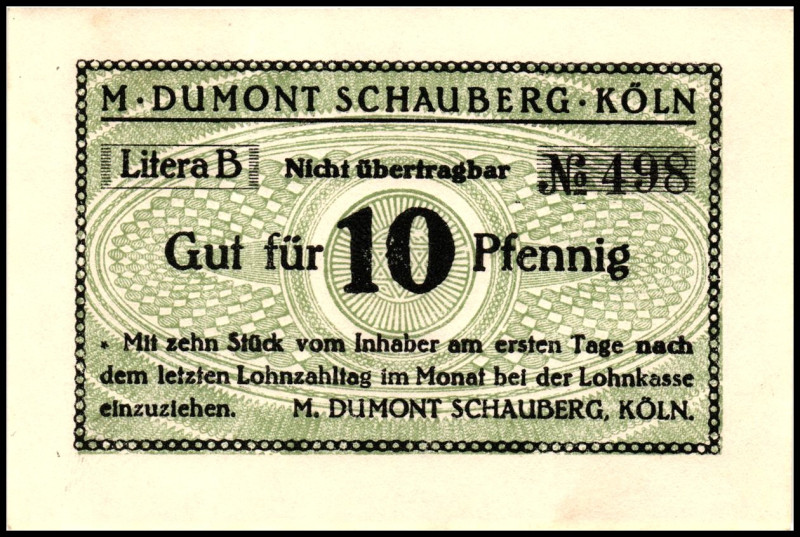 M · DUMONT SCHAUBERG · KÖLN
Litera B Nicht übertragbar № 498
Gut für 10 Pfennig
* Mit zehn Stück vom Inhaber am ersten Tage nach
dem letzten Lohnzahltag im Monat bei der Lohnkasse
einzuziehen. M. DUMONT SCHAUBERG, KÖLN.